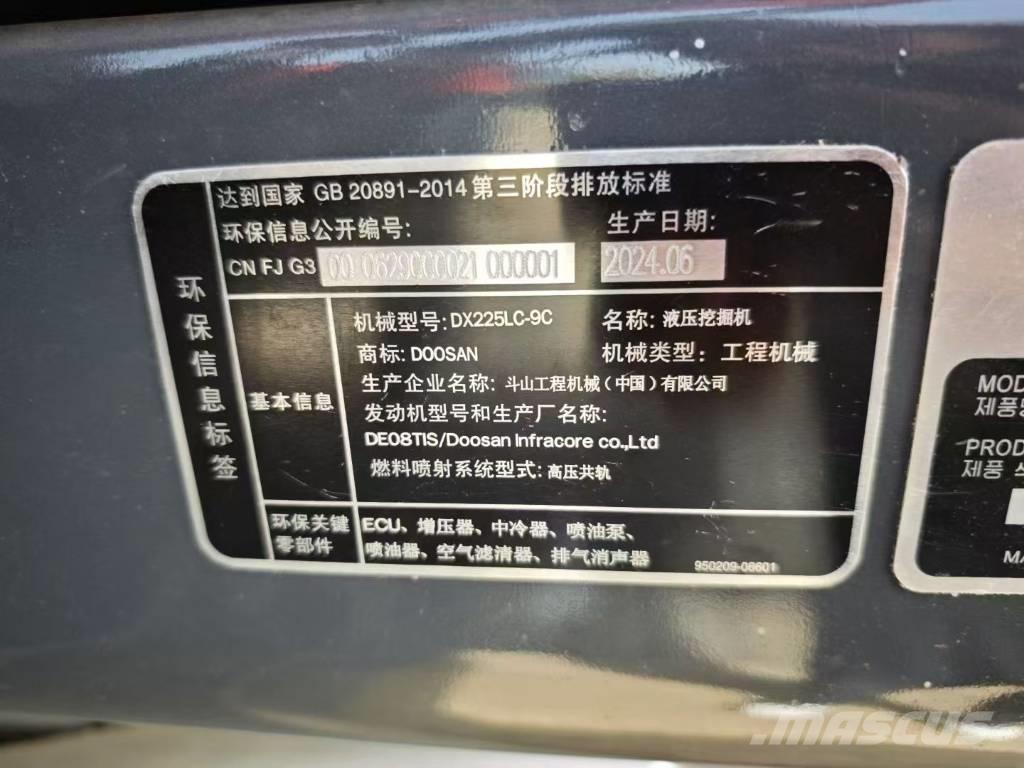 达到国家 GB 20891-2014 第三阶段排放标准
环保信息公开编号:
生产日期:
CN FJ G3 00 0629000021 000001
2024.06
环保信息标签
基本信息
机械型号: DX225LC-9C
名称: 液压挖掘机
商标: DOOSAN
机械类型: 工程机械
生产企业名称: 斗山工程机械(中国)有限公司
发动机型号和生产厂名称:
DE08TIS/Doosan Infracore co.,Ltd
燃料喷射系统型式: 高压共轨
环保关键
零部件
ECU、增压器、中冷器、喷油泵、
喷油器、空气滤清器、排气消声器
950209-08601
MOD
제품
PROD
제품
MA
MASCUS